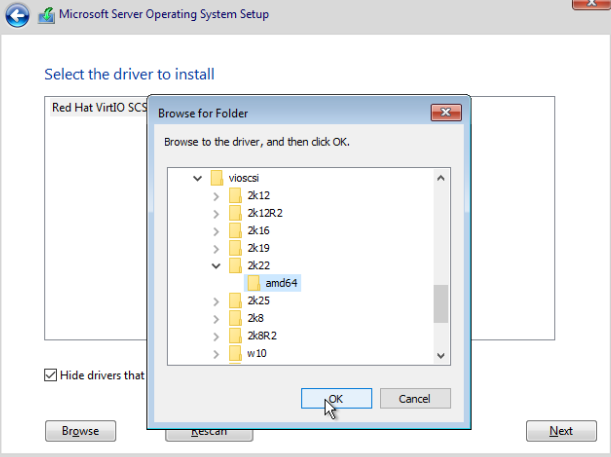 Microsoft Server Operating System Setup
Select the driver to install
Red Hat VirtIO SCS
Browse for Folder
Browse to the driver, and then click OK.
vioscsi
2k12
2k12R2
2k16
2k19
2k22
amd64
2k25
2k8
2k8R2
w10
Hide drivers that
OK
Cancel
Browse
Rescan
Next